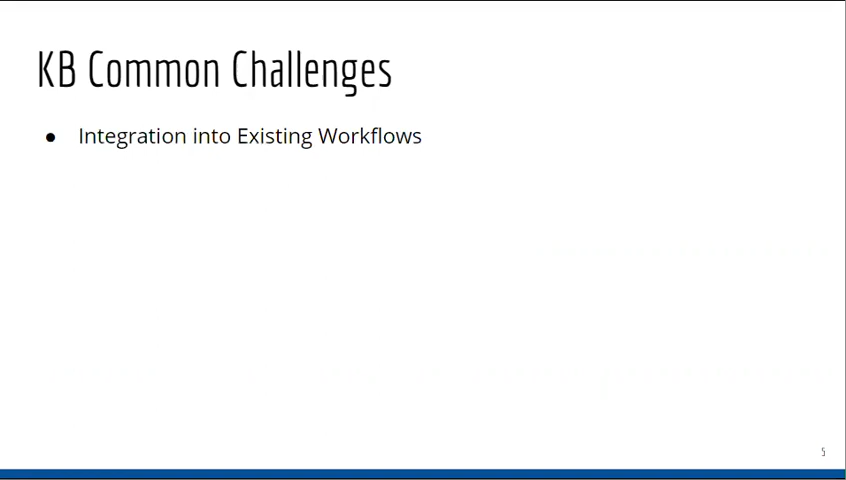 KB Common Challenges
● Integration into Existing Workflows
5